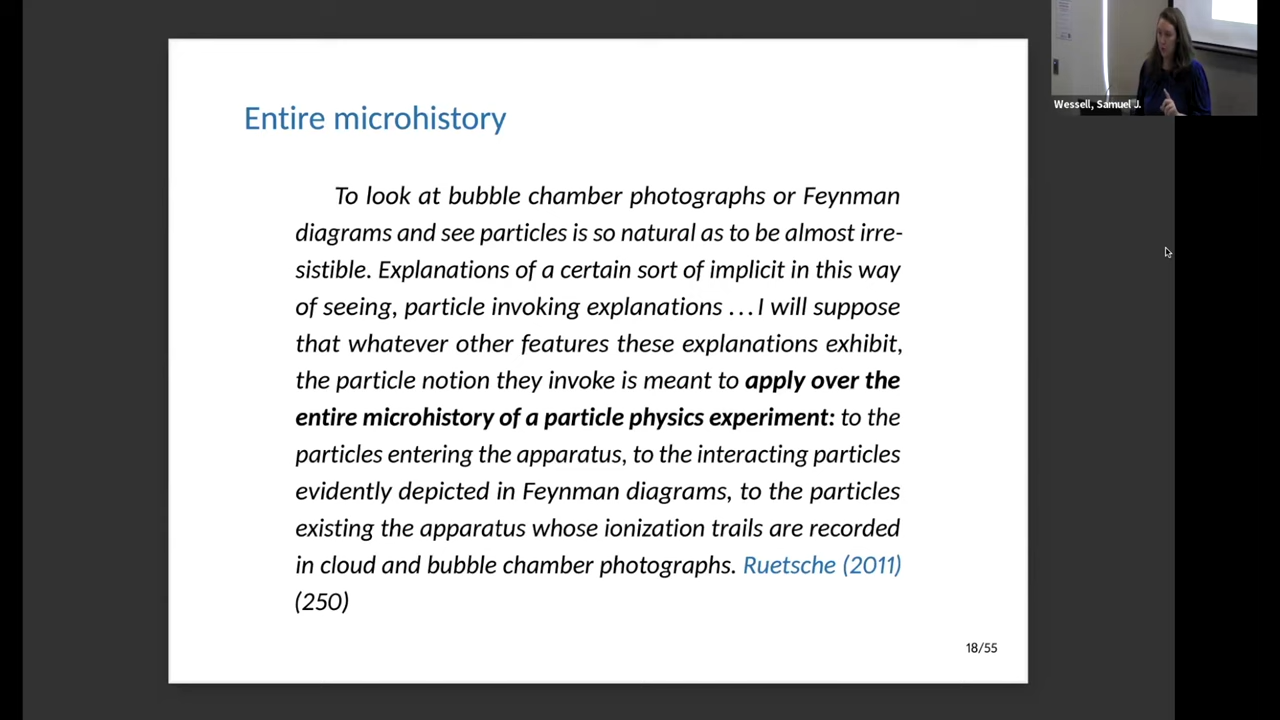 Entire microhistory
To look at bubble chamber photographs or Feynman
diagrams and see particles is so natural as to be almost irre-
sistible. Explanations of a certain sort of implicit in this way
of seeing, particle invoking explanations ...I will suppose
that whatever other features these explanations exhibit,
the particle notion they invoke is meant to apply over the
entire microhistory of a particle physics experiment: to the
particles entering the apparatus, to the interacting particles
evidently depicted in Feynman diagrams, to the particles
existing the apparatus whose ionization trails are recorded
in cloud and bubble chamber photographs. Ruetsche (2011)
(250)
18/55
Wessell, Samuel J.